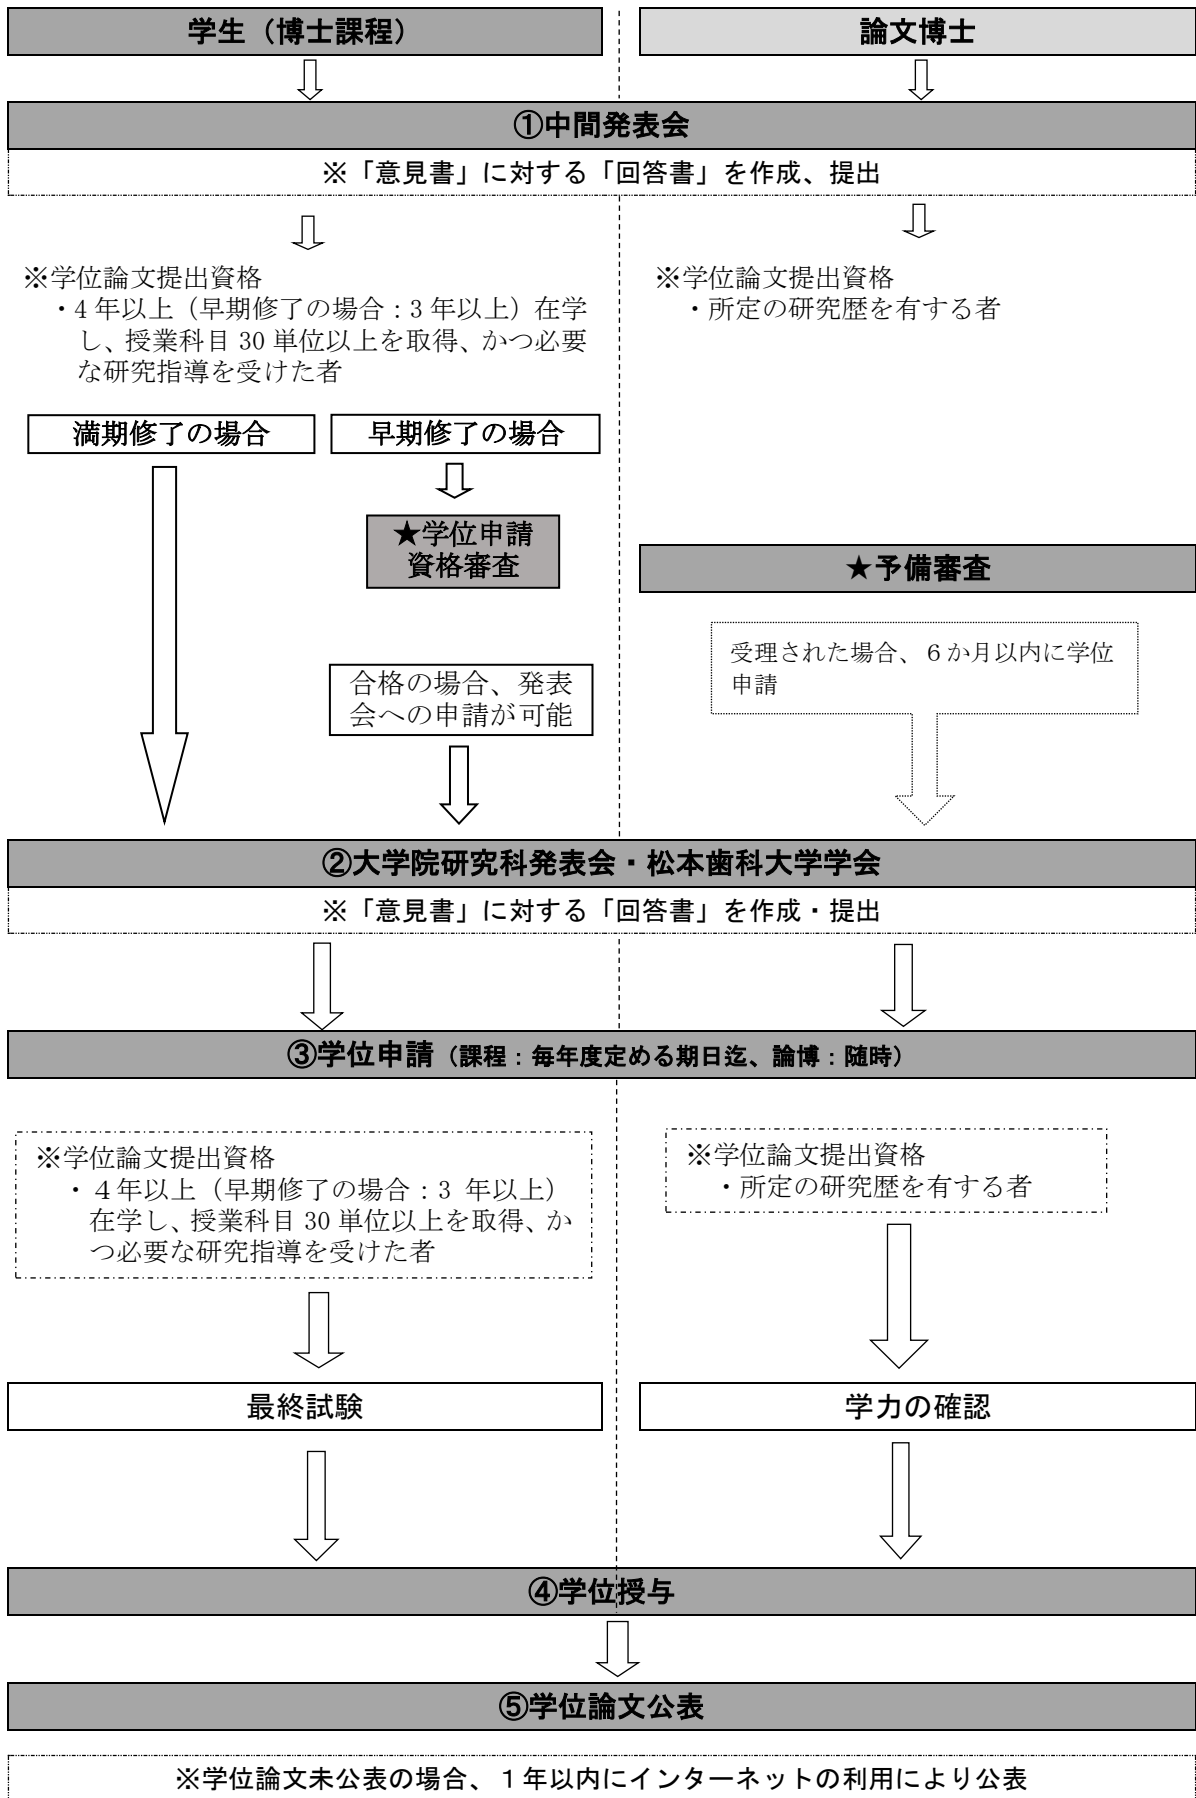 学生（博士課程）
論文博士
①中間発表会
※「意見書」に対する「回答書」を作成、提出
※学位論文提出資格
・4 年以上（早期修了の場合：3 年以上）在学
し、授業科目 30 単位以上を取得、かつ必要
な研究指導を受けた者
※学位論文提出資格
・所定の研究歴を有する者
満期修了の場合
早期修了の場合
★学位申請
資格審査
合格の場合、発表
会への申請が可能
★予備審査
受理された場合、６か月以内に学位
申請
②大学院研究科発表会・松本歯科大学学会
※「意見書」に対する「回答書」を作成・提出
③学位申請（課程：毎年度定める期日迄、論博：随時）
※学位論文提出資格
・４年以上（早期修了の場合：3 年以上）
在学し、授業科目 30 単位以上を取得、か
つ必要な研究指導を受けた者
※学位論文提出資格
・所定の研究歴を有する者
最終試験
学力の確認
④学位授与
⑤学位論文公表
※学位論文未公表の場合、１年以内にインターネットの利用により公表